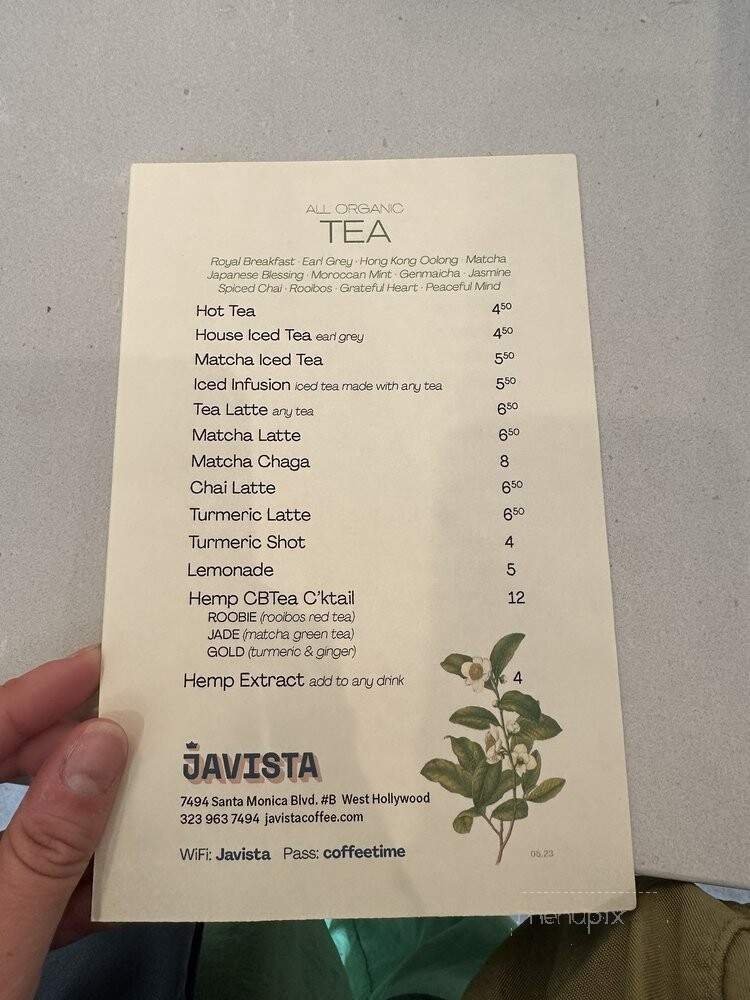 ALL ORGANIC
TEA
Royal Breakfast · Earl Grey · Hong Kong Oolong · Matcha
Japanese Blessing · Moroccan Mint · Genmaicha · Jasmine
Spiced Chai · Rooibos · Grateful Heart · Peaceful Mind
Hot Tea 4⁵⁰
House Iced Tea earl grey 4⁵⁰
Matcha Iced Tea 5⁵⁰
Iced Infusion iced tea made with any tea 5⁵⁰
Tea Latte any tea 6⁵⁰
Matcha Latte 6⁵⁰
Matcha Chaga 8
Chai Latte 6⁵⁰
Turmeric Latte 6⁵⁰
Turmeric Shot 4
Lemonade 5
Hemp CBTea C'ktail 12
ROOBIE (rooibos red tea)
JADE (matcha green tea)
GOLD (turmeric & ginger)
Hemp Extract add to any drink 4
JAVISTA
7494 Santa Monica Blvd. #B West Hollywood
323 963 7494 javistacoffee.com
WiFi: Javista Pass: coffeetime
05.23
menupix